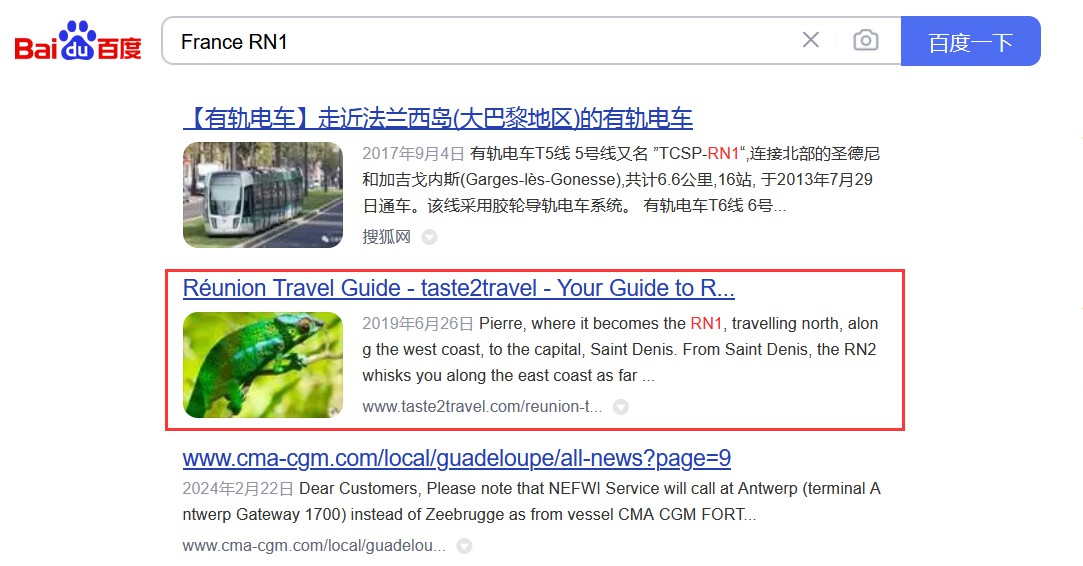 Bai du 百度
France RN1
百度一下
【有轨电车】走近法兰西岛(大巴黎地区)的有轨电车
2017年9月4日 有轨电车T5线 5号线又名 ”TCSP-RN1“,连接北部的圣德尼
和加吉戈内斯(Garges-lès-Gonesse),共计6.6公里,16站, 于2013年7月29
日通车。该线采用胶轮导轨电车系统。 有轨电车T6线 6号...
搜狐网
Réunion Travel Guide - taste2travel - Your Guide to R...
2019年6月26日 Pierre, where it becomes the RN1, travelling north, alon
g the west coast, to the capital, Saint Denis. From Saint Denis, the RN2
whisks you along the east coast as far ...
www.taste2travel.com/reunion-t...
www.cma-cgm.com/local/guadeloupe/all-news?page=9
2024年2月22日 Dear Customers, Please note that NEFWI Service will call at Antwerp (terminal A
ntwerp Gateway 1700) instead of Zeebrugge as from vessel CMA CGM FORT...
www.cma-cgm.com/local/guadelou...